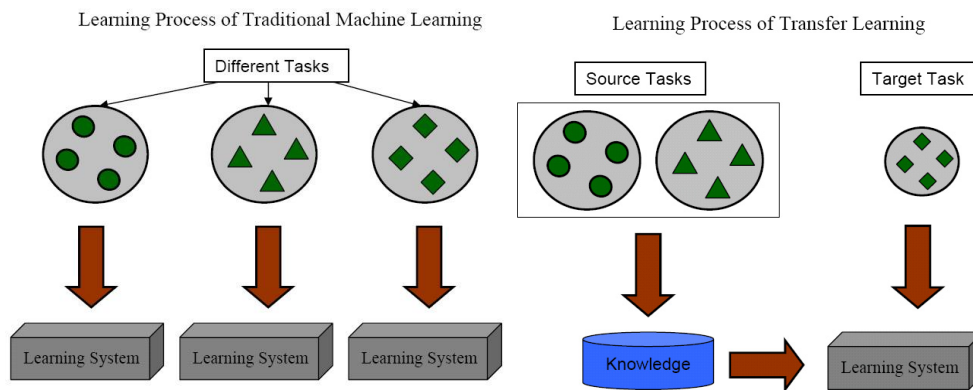 Learning Process of Traditional Machine Learning
Different Tasks
Learning System
Learning System
Learning System
Learning Process of Transfer Learning
Source Tasks
Target Task
Knowledge
Learning System